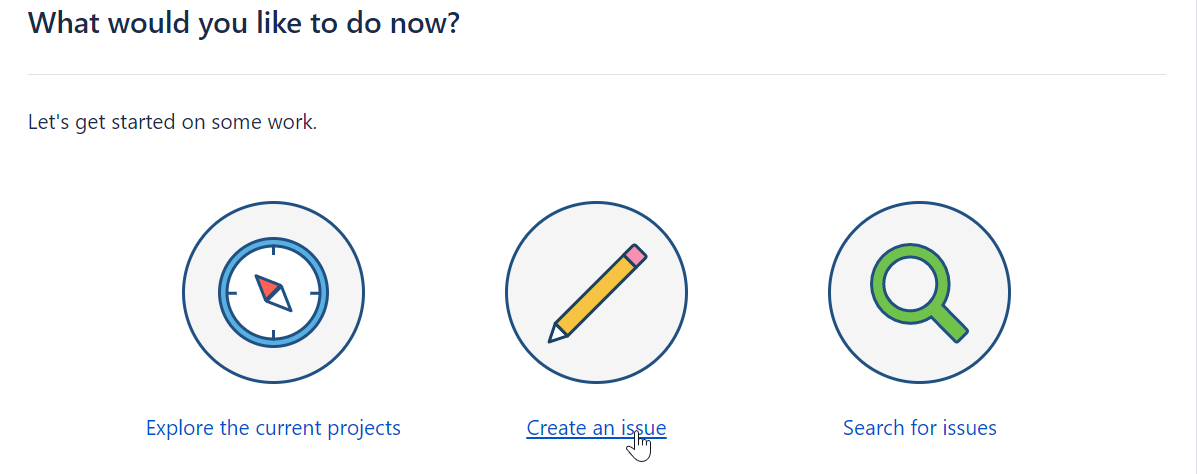 What would you like to do now?
Let's get started on some work.
Explore the current projects
Create an issue
Search for issues